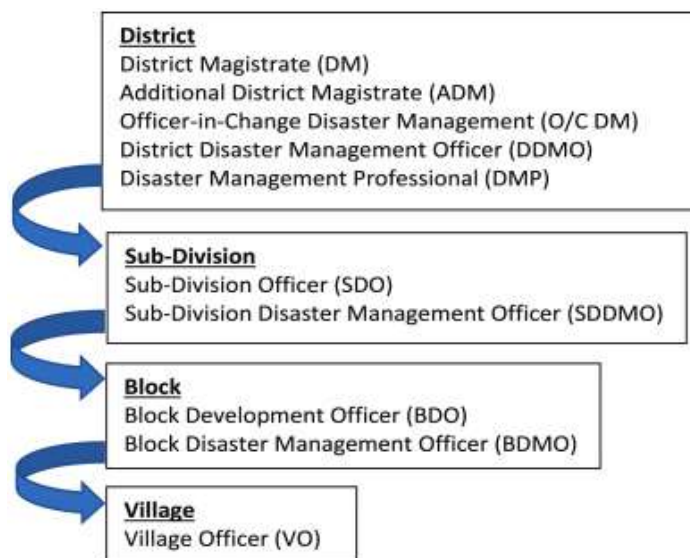 District
District Magistrate (DM)
Additional District Magistrate (ADM)
Officer-in-Change Disaster Management (O/C DM)
District Disaster Management Officer (DDMO)
Disaster Management Professional (DMP)
Sub-Division
Sub-Division Officer (SDO)
Sub-Division Disaster Management Officer (SDDMO)
Block
Block Development Officer (BDO)
Block Disaster Management Officer (BDMO)
Village
Village Officer (VO)